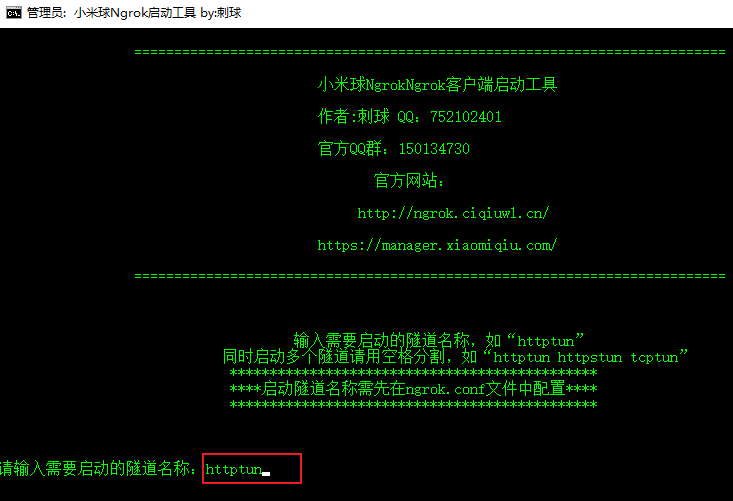 管理员: 小米球Ngrok启动工具 by:刺球
==========================================================================
小米球NgrokNgrok客户端启动工具
作者:刺球 QQ：752102401
官方QQ群：150134730
官方网站：
http://ngrok.ciqiuwl.cn/
https://manager.xiaomiqiu.com/
==========================================================================
输入需要启动的隧道名称，如“httptun”
同时启动多个隧道请用空格分割，如“httptun httpstun tcptun”
**********************************************
****启动隧道名称需先在ngrok.conf文件中配置****
**********************************************
请输入需要启动的隧道名称：httptun